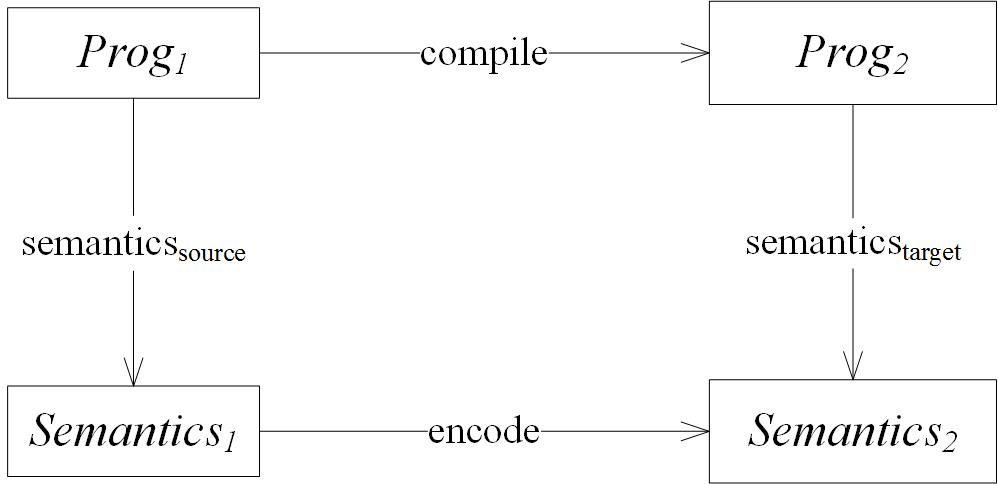 Prog₁ compile Prog₂
semanticsₛₒᵤᵣcₑ semanticsₜₐᵣgₑₜ
Semantics₁ encode Semantics₂